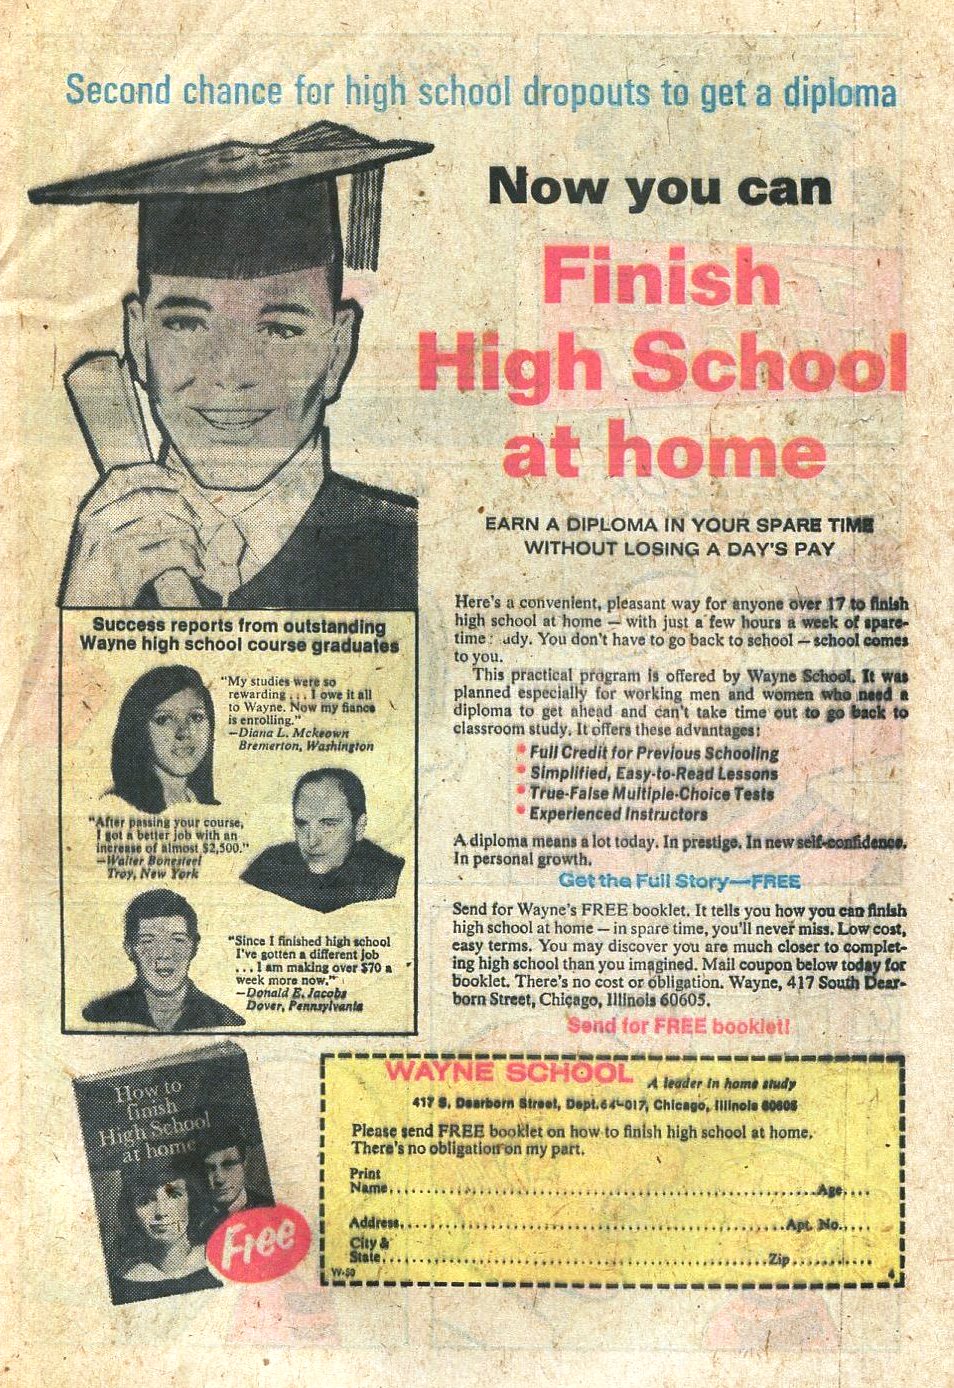 Second chance for high school dropouts to get a diploma
Now you can
Finish
High School
at home
EARN A DIPLOMA IN YOUR SPARE TIME
WITHOUT LOSING A DAY'S PAY
Here's a convenient, pleasant way for anyone over 17 to finish
high school at home — with just a few hours a week of spare-
time udy. You don't have to go back to school — school comes
to you.
This practical program is offered by Wayne School. It was
planned especially for working men and women who need a
diploma to get ahead and can't take time out to go back to
classroom study. It offers these advantages:
• Full Credit for Previous Schooling
• Simplified, Easy-to-Read Lessons
• True-False Multiple-Choice Tests
• Experienced Instructors
A diploma means a lot today. In prestige. In new self-confidence.
In personal growth.
Get the Full Story—FREE
Send for Wayne's FREE booklet. It tells you how you can finish
high school at home — in spare time, you'll never miss. Low cost,
easy terms. You may discover you are much closer to complet-
ing high school than you imagined. Mail coupon below today for
booklet. There's no cost or obligation. Wayne, 417 South Dear-
born Street, Chicago, Illinois 60605.
Send for FREE booklet!
Success reports from outstanding
Wayne high school course graduates
"My studies were so
rewarding . . . I owe it all
to Wayne. Now my fiance
is enrolling."
—Diana L. Mckeown
Bremerton, Washington
"After passing your course,
I got a better job with an
increase of almost $2,500."
—Walter Bonesteel
Troy, New York
"Since I finished high school
I've gotten a different job
. . . I am making over $70 a
week more now."
—Donald E. Jacobs
Dover, Pennsylvania
How to
finish
High School
at home
Free
WAYNE SCHOOL A leader in home study
417 S. Dearborn Street, Dept. 64-017, Chicago, Illinois 60605
Please send FREE booklet on how to finish high school at home.
There's no obligation on my part.
Print
Name Age
Address Apt. No.
City &
State Zip
W-50 4